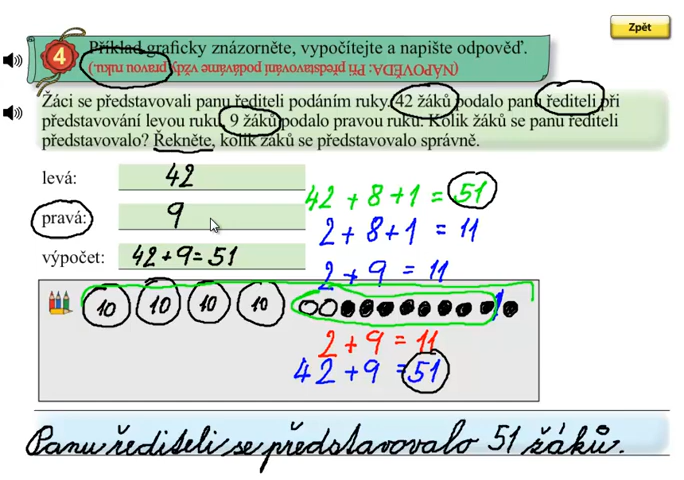 Zpět
4 Příklad graficky znázorněte, vypočítejte a napište odpověď.
(NÁPOVĚDA: Při představování podáváme vždy pravou ruku.)
Žáci se představovali panu řediteli podáním ruky. 42 žáků podalo panu řediteli při
představování levou ruku. 9 žáků podalo pravou ruku. Kolik žáků se panu řediteli
představovalo? Řekněte, kolik žáků se představovalo správně.
levá: 42
42 + 8 + 1 = 51
pravá: 9
2 + 8 + 1 = 11
výpočet: 42 + 9 = 51
2 + 9 = 11
10 10 10 10
2 + 9 = 11
42 + 9 = 51
Panu řediteli se představovalo 51 žáků.